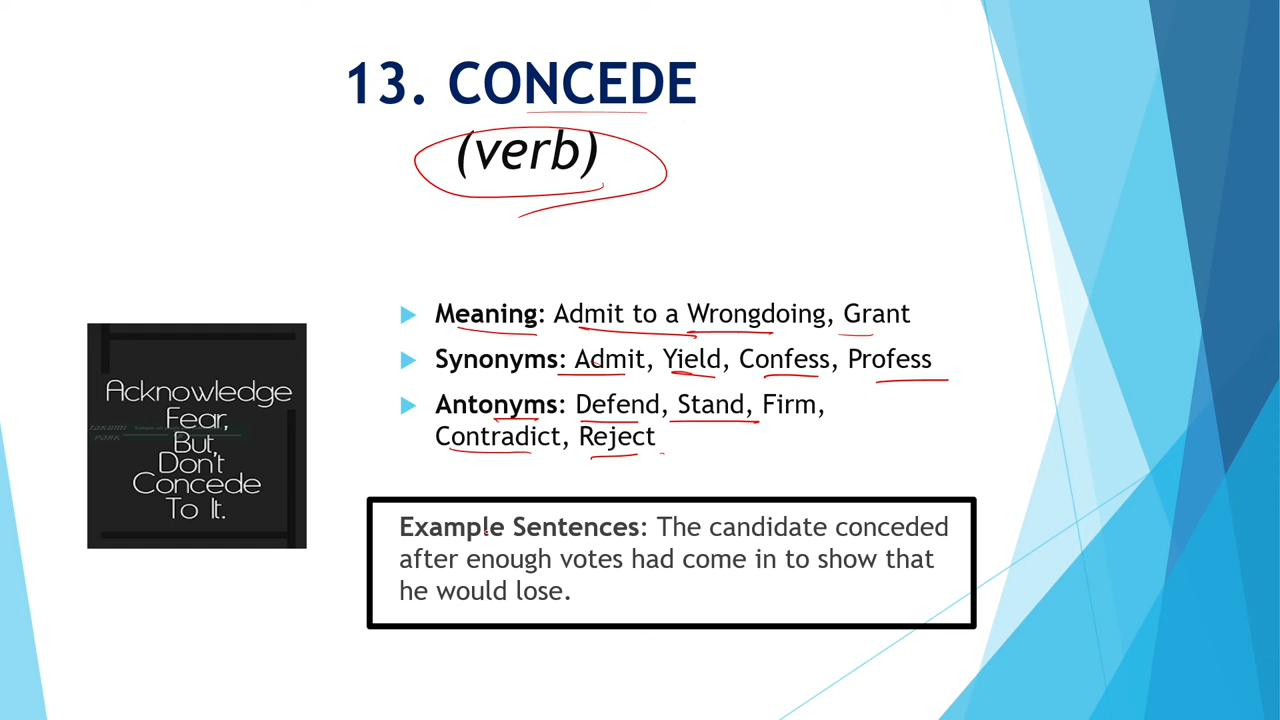 13. CONCEDE
(verb)
Meaning: Admit to a Wrongdoing, Grant
Synonyms: Admit, Yield, Confess, Profess
Antonyms: Defend, Stand, Firm,
Contradict, Reject
Acknowledge
Fear,
But,
Don't
Concede
To It.
Example Sentences: The candidate conceded
after enough votes had come in to show that
he would lose.